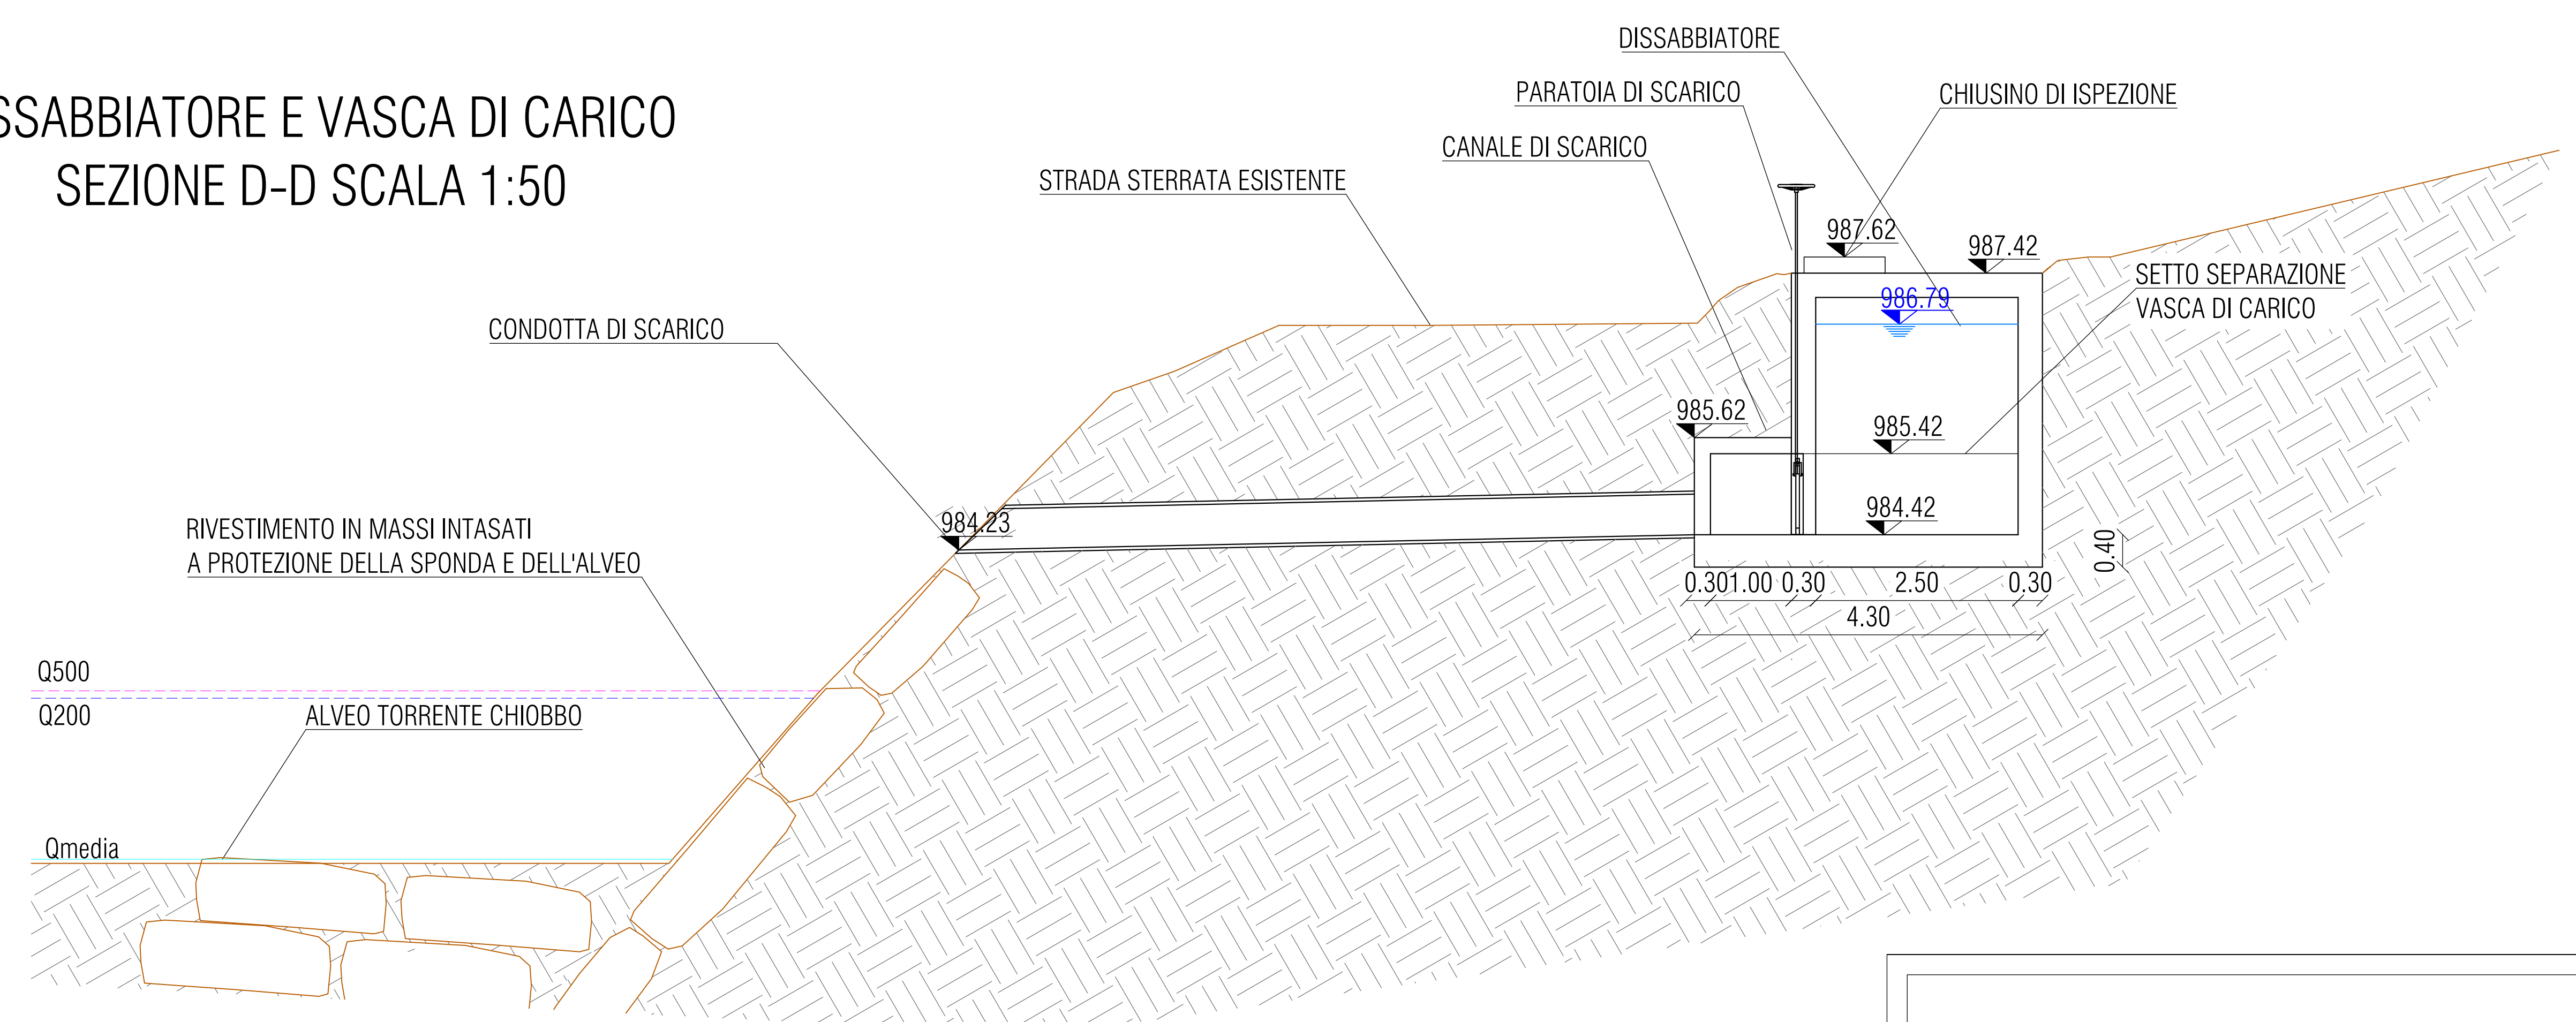 SSABBIATORE E VASCA DI CARICO
SEZIONE D-D SCALA 1:50
DISSABBIATORE
PARATOIA DI SCARICO
CHIUSINO DI ISPEZIONE
CANALE DI SCARICO
STRADA STERRATA ESISTENTE
987.62
987.42
SETTO SEPARAZIONE
VASCA DI CARICO
986.79
CONDOTTA DI SCARICO
985.62
985.42
984.42
984.23
RIVESTIMENTO IN MASSI INTASATI
A PROTEZIONE DELLA SPONDA E DELL'ALVEO
0.40
0.30 1.00 0.30 2.50 0.30
4.30
Q500
Q200
ALVEO TORRENTE CHIOBBO
Qmedia